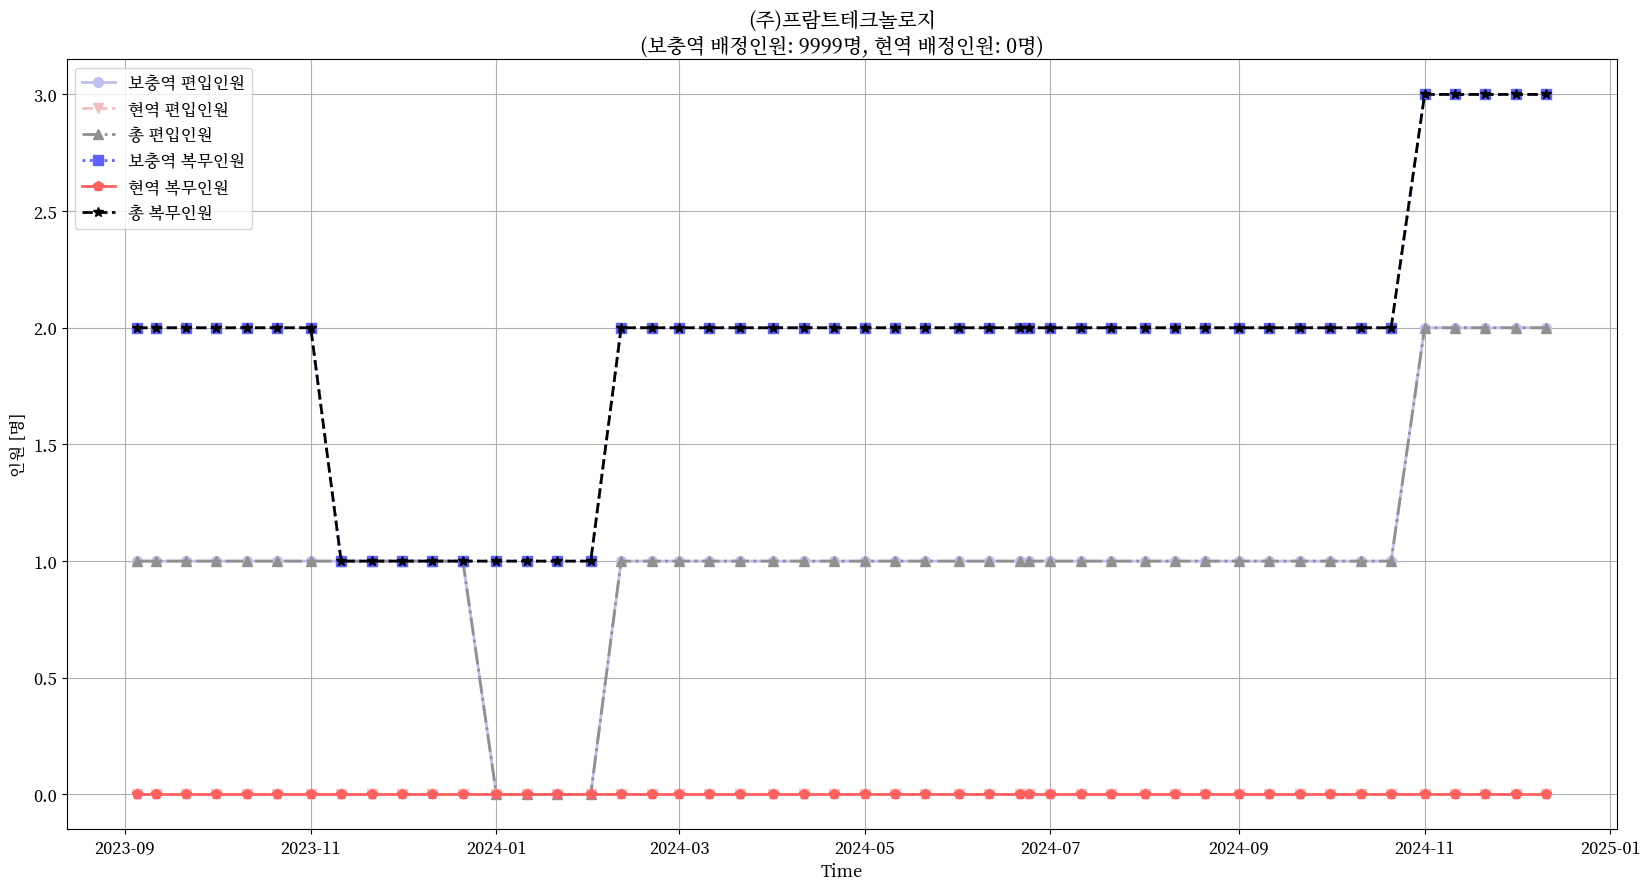 (주)프람트테크놀로지
(보충역 배정인원: 9999명, 현역 배정인원: 0명)
보충역 편입인원
현역 편입인원
총 편입인원
보충역 복무인원
현역 복무인원
총 복무인원
3.0
2.5
2.0
1.5
1.0
0.5
0.0
인원 [명]
2023-09
2023-11
2024-01
2024-03
2024-05
2024-07
2024-09
2024-11
2025-01
Time